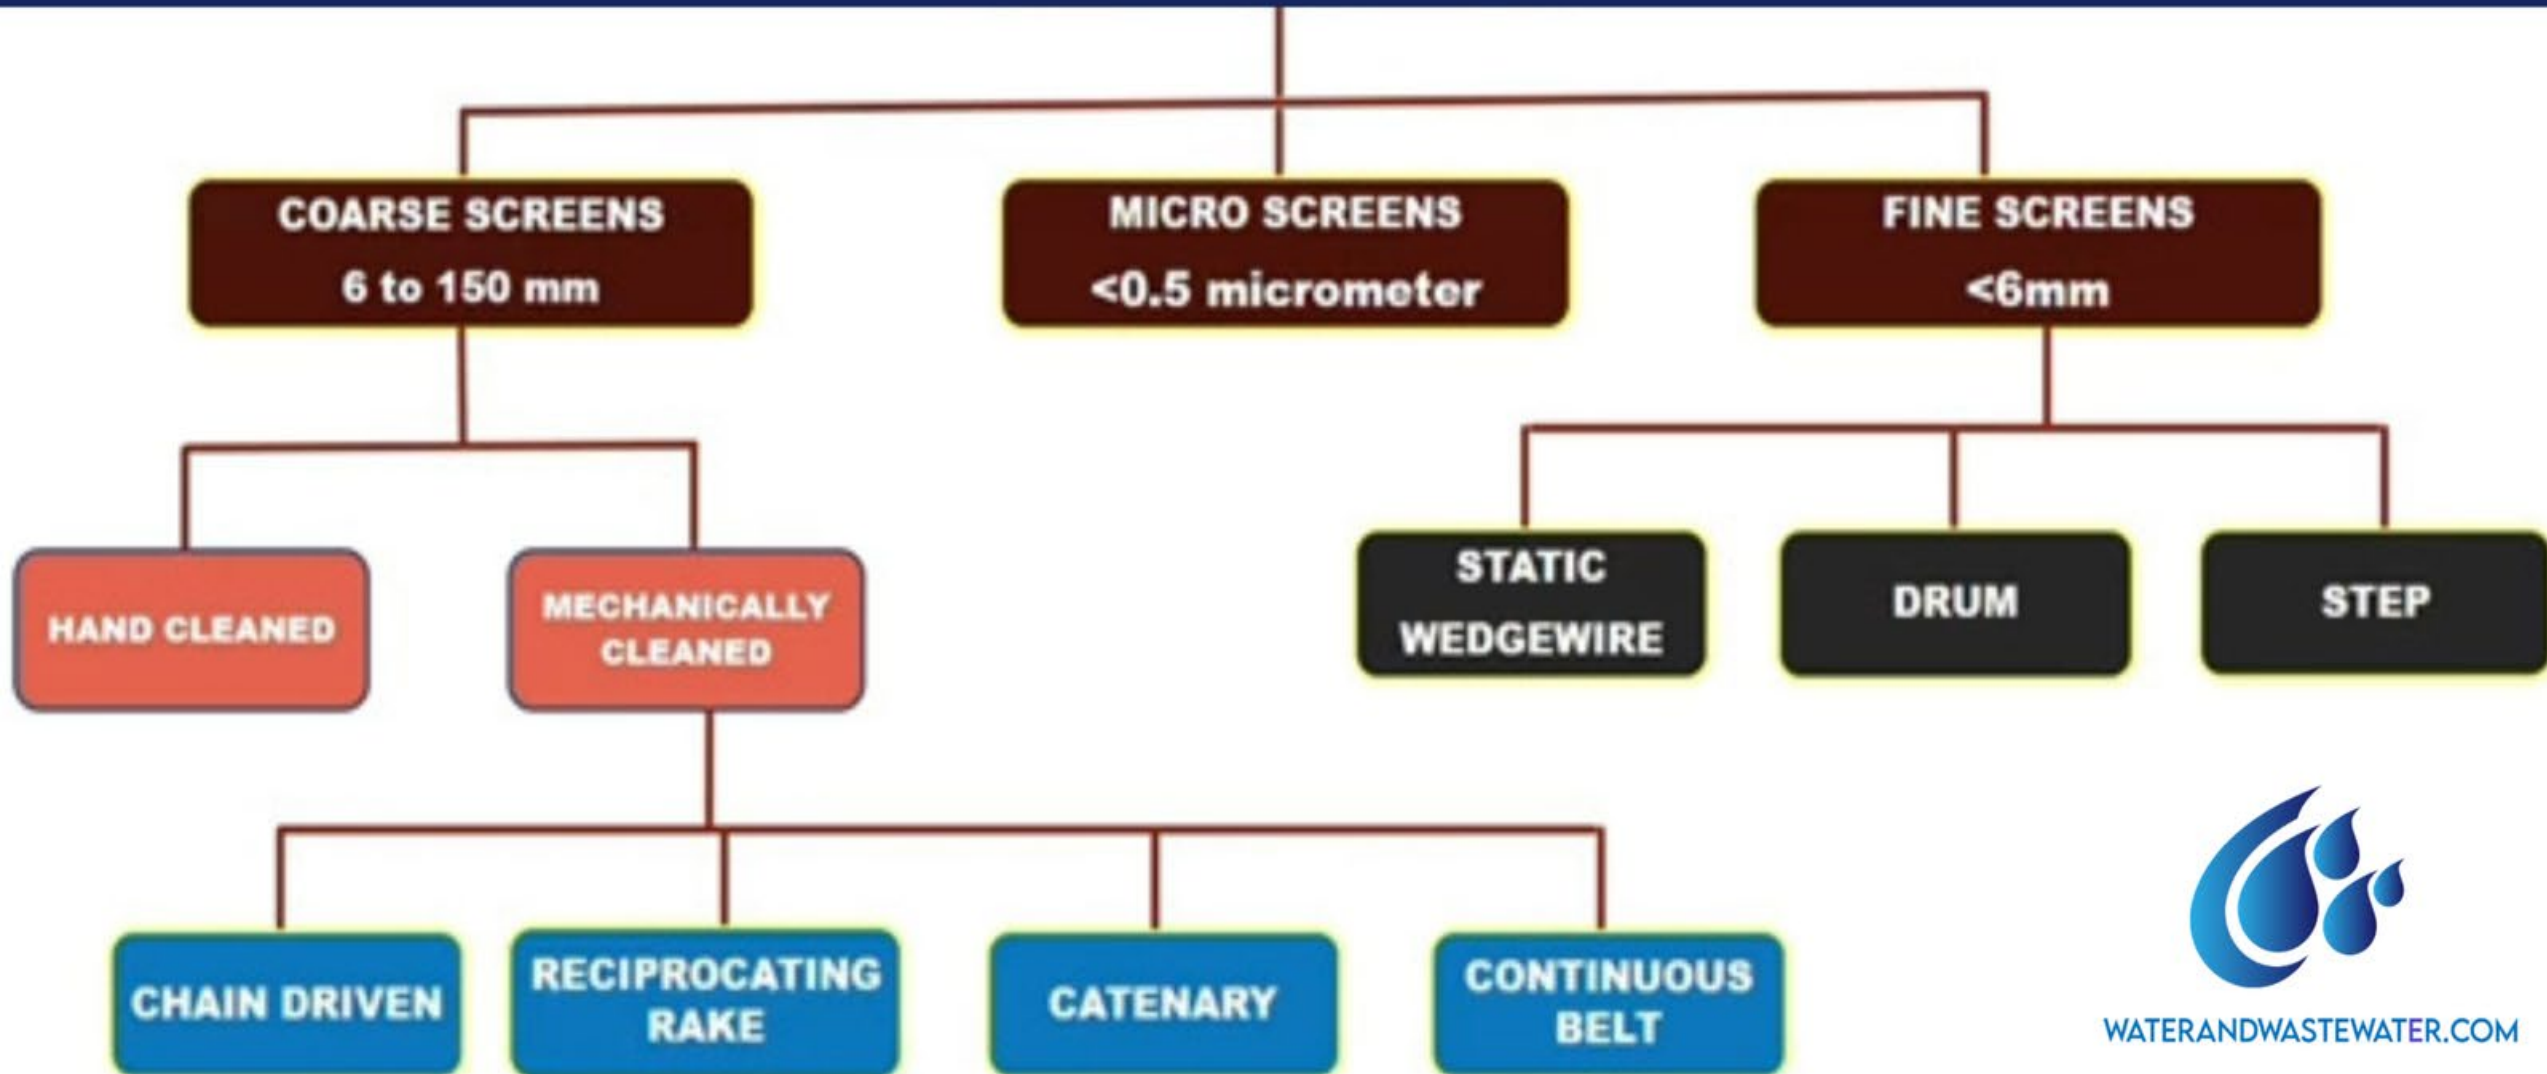 COARSE SCREENS
6 to 150 mm
MICRO SCREENS
<0.5 micrometer
FINE SCREENS
<6mm
HAND CLEANED
MECHANICALLY
CLEANED
STATIC
WEDGEWIRE
DRUM
STEP
CHAIN DRIVEN
RECIPROCATING
RAKE
CATENARY
CONTINUOUS
BELT
WATERANDWASTEWATER.COM